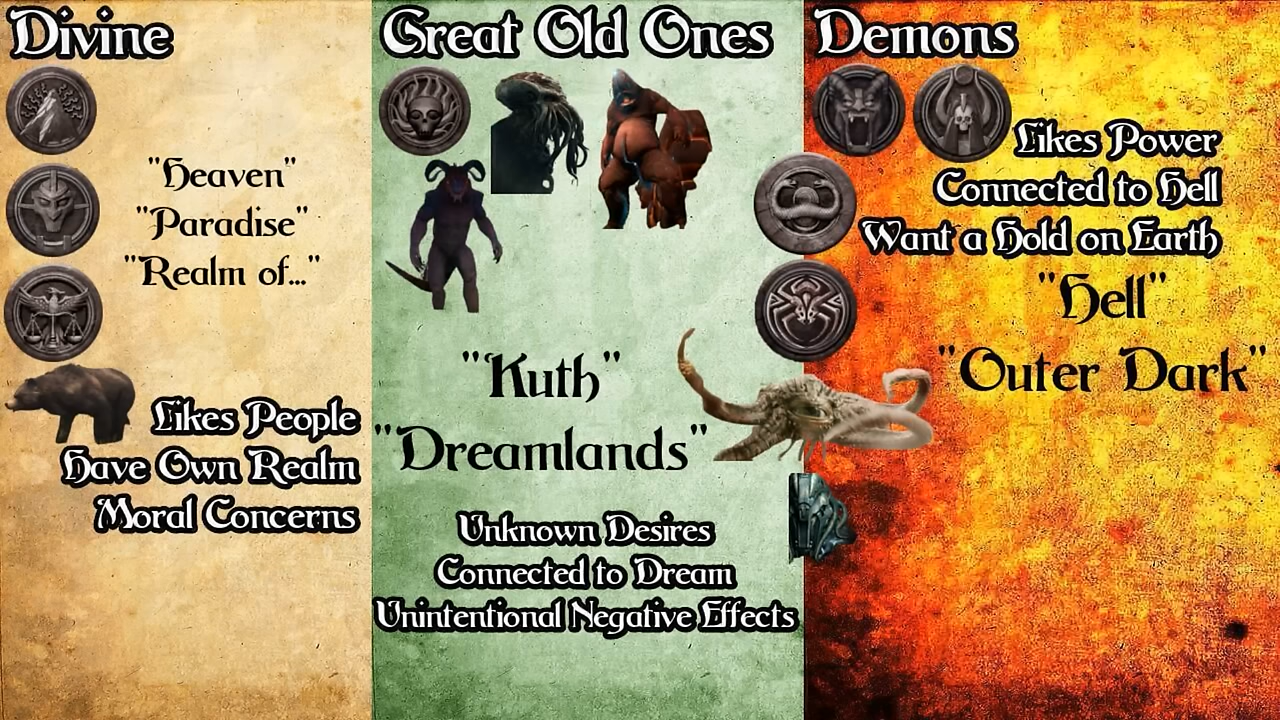 Divine
"Heaven"
"Paradise"
"Realm of..."
Likes People
Have Own Realm
Moral Concerns
Great Old Ones
"Kuth"
"Dreamlands"
Unknown Desires
Connected to Dream
Unintentional Negative Effects
Demons
Likes Power
Connected to Hell
Want a Hold on Earth
"Hell"
"Outer Dark"